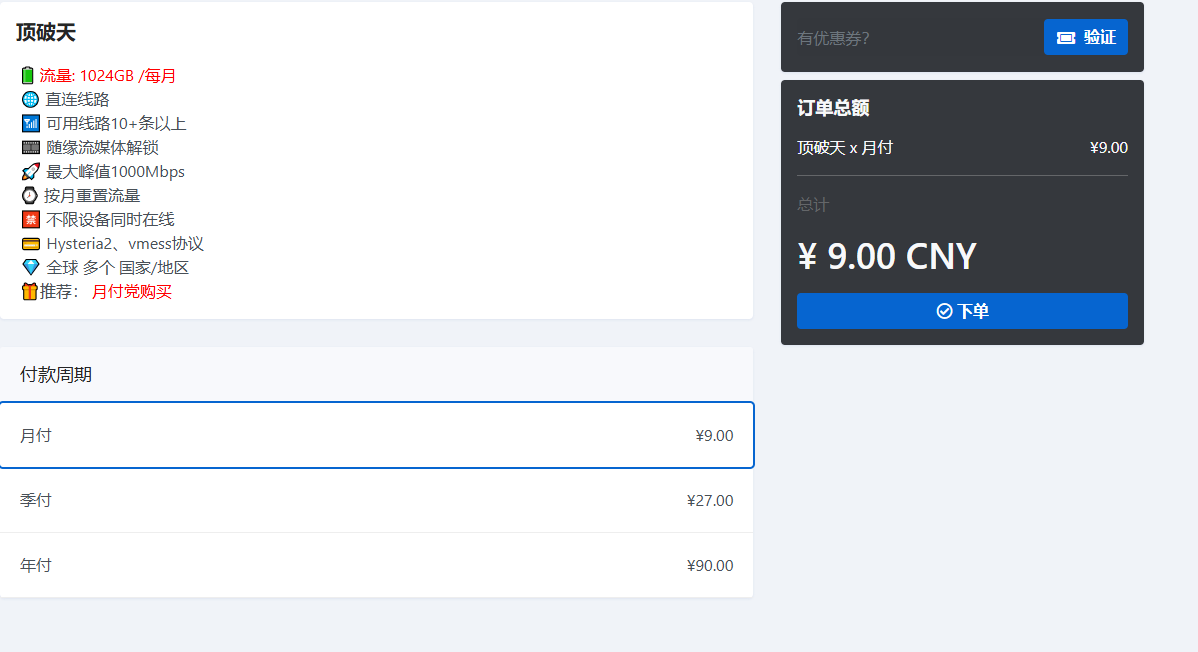 顶破天
流量: 1024GB /每月
直连线路
可用线路10+条以上
随缘流媒体解锁
最大峰值1000Mbps
按月重置流量
禁 不限设备同时在线
Hysteria2、vmess协议
全球 多个 国家/地区
推荐： 月付党购买
付款周期
月付 ¥9.00
季付 ¥27.00
年付 ¥90.00
有优惠券?
验证
订单总额
顶破天 x 月付 ¥9.00
总计
¥ 9.00 CNY
下单